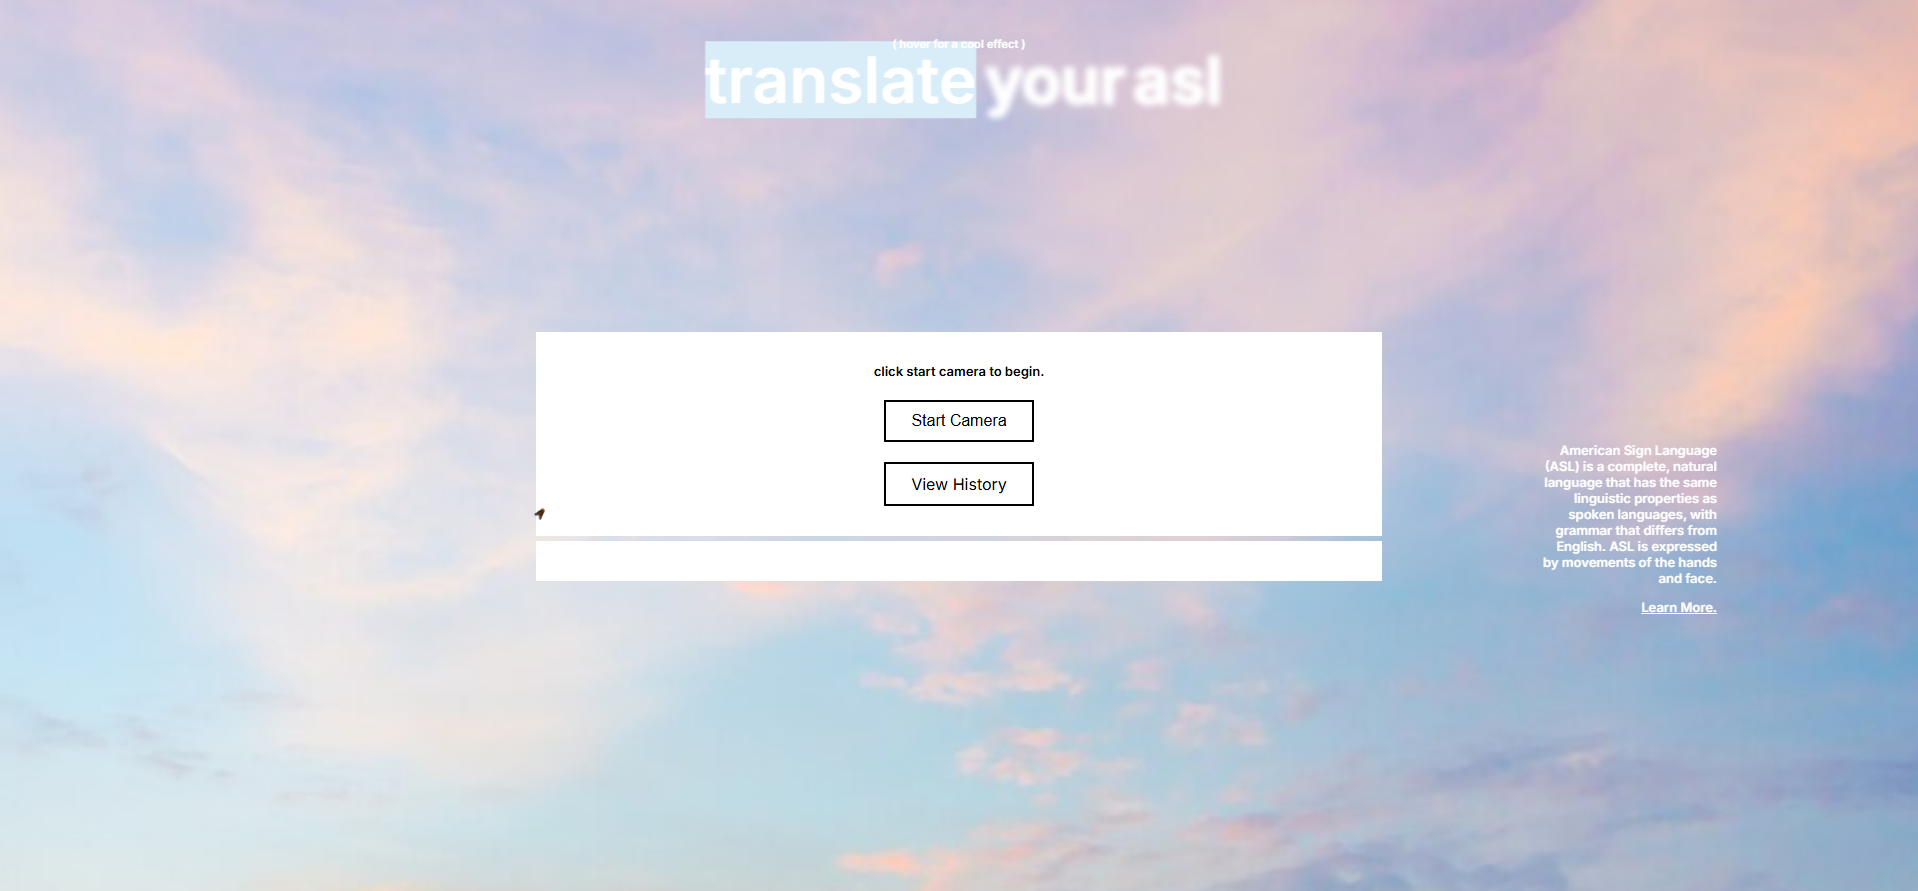 ( hover for a cool effect )
translate your asl
click start camera to begin.
Start Camera
View History
American Sign Language
(ASL) is a complete, natural
language that has the same
linguistic properties as
spoken languages, with
grammar that differs from
English. ASL is expressed
by movements of the hands
and face.
Learn More.